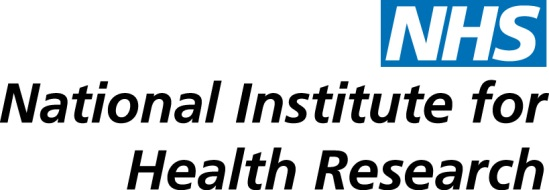 NHS
National Institute for
Health Research